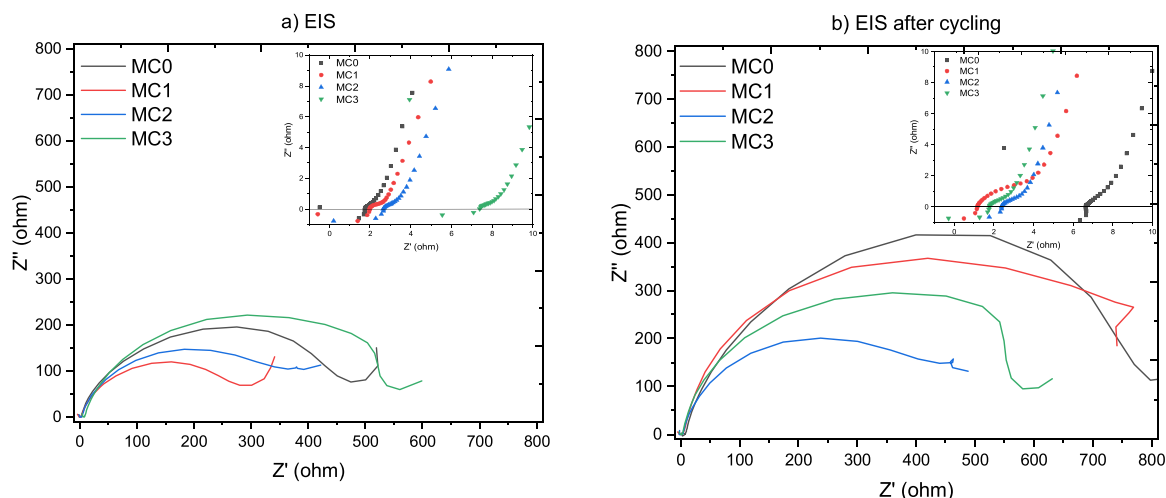 a) EIS
MC0
MC1
MC2
MC3
800
700
600
500
400
300
200
100
0
Z'' (ohm)
0 100 200 300 400 500 600 700 800
Z' (ohm)
MC0
MC1
MC2
MC3
10
8
6
4
2
0
Z'' (ohm)
0 2 4 6 8 10
Z' (ohm)
b) EIS after cycling
MC0
MC1
MC2
MC3
800
700
600
500
400
300
200
100
0
Z'' (ohm)
0 100 200 300 400 500 600 700 800
Z' (ohm)
MC0
MC1
MC2
MC3
10
8
6
4
2
0
Z'' (ohm)
0 2 4 6 8 10
Z' (ohm)